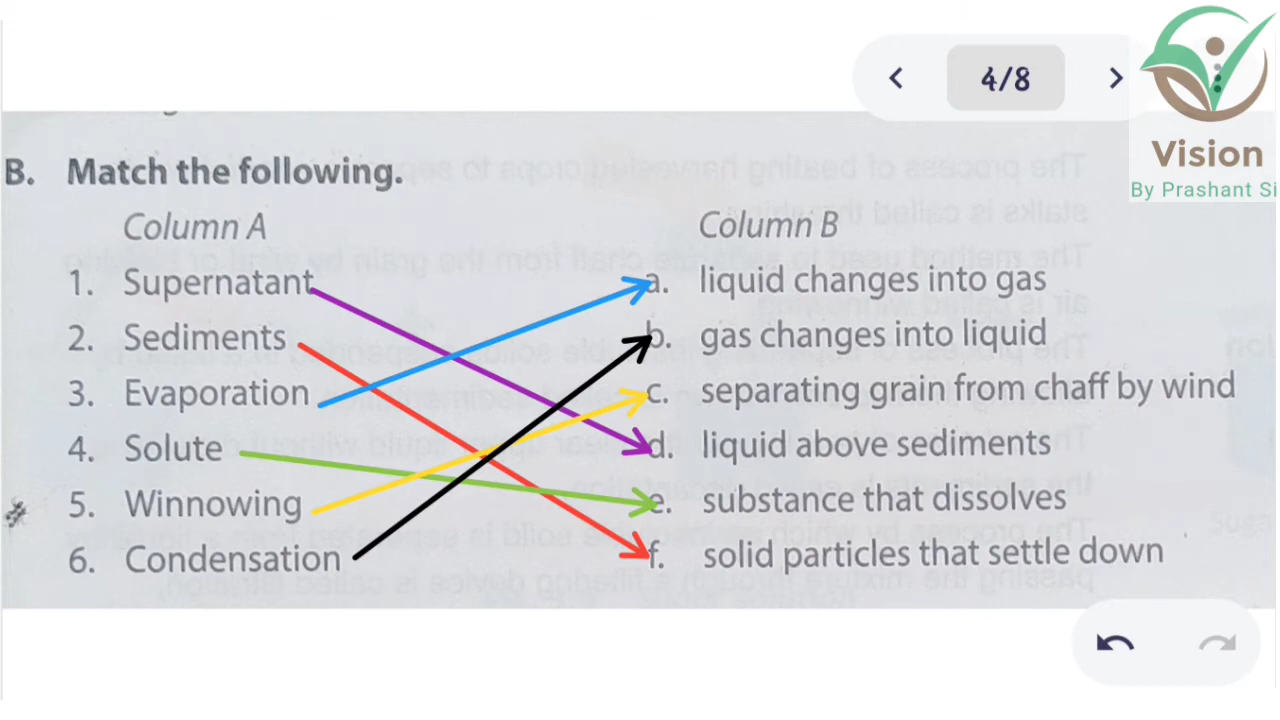 4/8
Vision
By Prashant Si
B. Match the following.
Column A Column B
1. Supernatant a. liquid changes into gas
2. Sediments b. gas changes into liquid
3. Evaporation c. separating grain from chaff by wind
4. Solute d. liquid above sediments
5. Winnowing e. substance that dissolves
6. Condensation f. solid particles that settle down